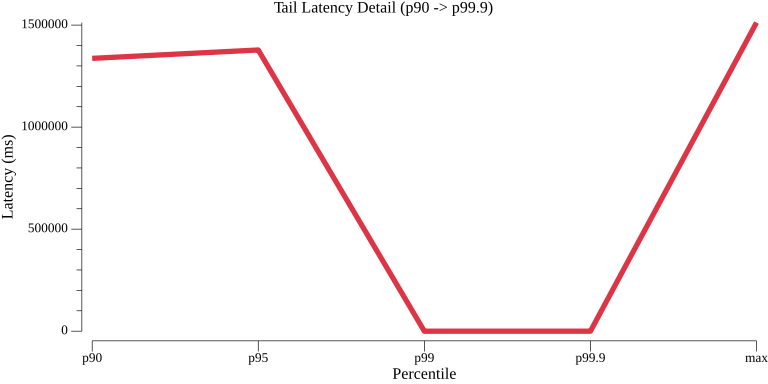 Tail Latency Detail (p90 -> p99.9)
1500000
1000000
500000
0
Latency (ms)
p90
p95
p99
p99.9
max
Percentile